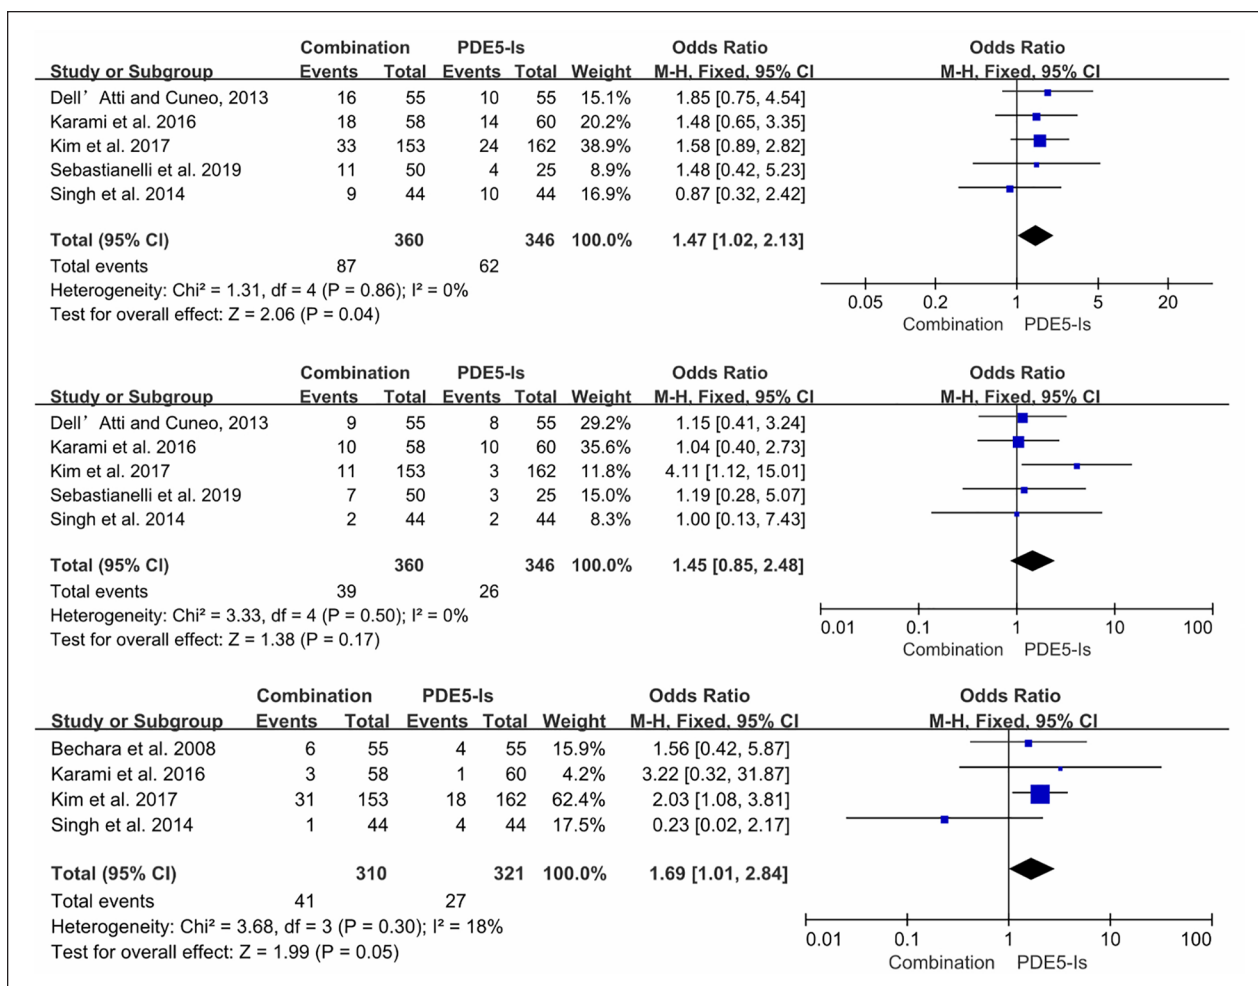 Combination PDE5-Is Odds Ratio Odds Ratio
Study or Subgroup Events Total Events Total Weight M-H, Fixed, 95% CI M-H, Fixed, 95% CI
Dell’ Atti and Cuneo, 2013 16 55 10 55 15.1% 1.85 [0.75, 4.54]
Karami et al. 2016 18 58 14 60 20.2% 1.48 [0.65, 3.35]
Kim et al. 2017 33 153 24 162 38.9% 1.58 [0.89, 2.82]
Sebastianelli et al. 2019 11 50 4 25 8.9% 1.48 [0.42, 5.23]
Singh et al. 2014 9 44 10 44 16.9% 0.87 [0.32, 2.42]
Total (95% CI) 360 346 100.0% 1.47 [1.02, 2.13]
Total events 87 62
Heterogeneity: Chi² = 1.31, df = 4 (P = 0.86); I² = 0%
Test for overall effect: Z = 2.06 (P = 0.04)
0.05 0.2 1 5 20
Combination PDE5-Is
Combination PDE5-Is Odds Ratio Odds Ratio
Study or Subgroup Events Total Events Total Weight M-H, Fixed, 95% CI M-H, Fixed, 95% CI
Dell’ Atti and Cuneo, 2013 9 55 8 55 29.2% 1.15 [0.41, 3.24]
Karami et al. 2016 10 58 10 60 35.6% 1.04 [0.40, 2.73]
Kim et al. 2017 11 153 3 162 11.8% 4.11 [1.12, 15.01]
Sebastianelli et al. 2019 7 50 3 25 15.0% 1.19 [0.28, 5.07]
Singh et al. 2014 2 44 2 44 8.3% 1.00 [0.13, 7.43]
Total (95% CI) 360 346 100.0% 1.45 [0.85, 2.48]
Total events 39 26
Heterogeneity: Chi² = 3.33, df = 4 (P = 0.50); I² = 0%
Test for overall effect: Z = 1.38 (P = 0.17)
0.01 0.1 1 10 100
Combination PDE5-Is
Combination PDE5-Is Odds Ratio Odds Ratio
Study or Subgroup Events Total Events Total Weight M-H, Fixed, 95% CI M-H, Fixed, 95% CI
Bechara et al. 2008 6 55 4 55 15.9% 1.56 [0.42, 5.87]
Karami et al. 2016 3 58 1 60 4.2% 3.22 [0.32, 31.87]
Kim et al. 2017 31 153 18 162 62.4% 2.03 [1.08, 3.81]
Singh et al. 2014 1 44 4 44 17.5% 0.23 [0.02, 2.17]
Total (95% CI) 310 321 100.0% 1.69 [1.01, 2.84]
Total events 41 27
Heterogeneity: Chi² = 3.68, df = 3 (P = 0.30); I² = 18%
Test for overall effect: Z = 1.99 (P = 0.05)
0.01 0.1 1 10 100
Combination PDE5-Is